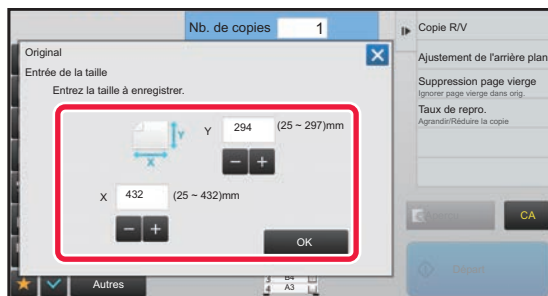 Nb. de copies 1
Original
Entrée de la taille
Entrez la taille à enregistrer.
Y 294 (25 ~ 297)mm
Y
X
X 432 (25 ~ 432)mm
OK
Autres
A3
Copie R/V
Ajustement de l'arrière plan
Suppression page vierge
Ignorer page vierge dans orig.
Taux de repro.
Agrandir/Réduire la copie
CA
Départ